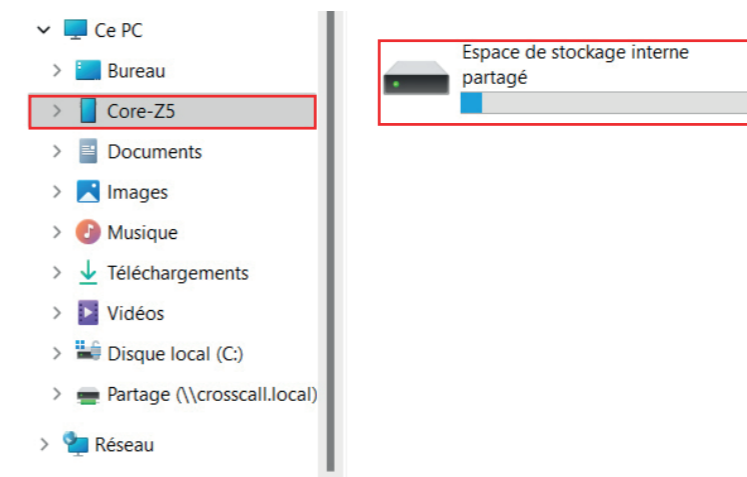 Ce PC
Bureau
Core-Z5
Documents
Images
Musique
Téléchargements
Vidéos
Disque local (C:)
Partage (\\crosscall.local)
Réseau
Espace de stockage interne
partagé